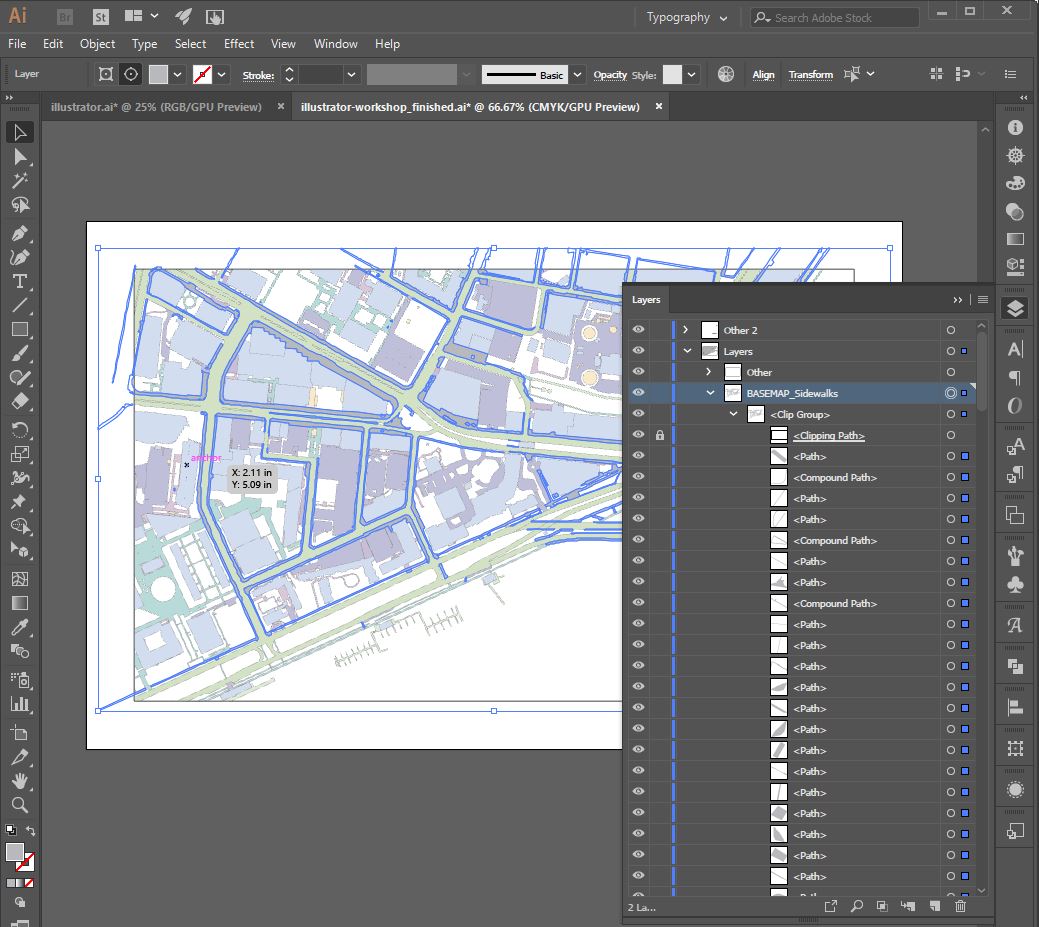 Ai Br St Typography Search Adobe Stock
File Edit Object Type Select Effect View Window Help
Layer Stroke: Basic Opacity Style: Align Transform
illustrator.ai* @ 25% (RGB/GPU Preview) × illustrator-workshop_finished.ai* @ 66.67% (CMYK/GPU Preview) ×
anchor
X: 2.11 in
Y: 5.09 in
Layers
Other 2
Layers
Other
BASEMAP_Sidewalks
<Clip Group>
<Clipping Path>
<Path>
<Compound Path>
<Path>
<Path>
<Compound Path>
<Path>
<Path>
<Compound Path>
<Path>
<Path>
<Path>
<Path>
<Path>
<Path>
<Path>
<Path>
<Path>
<Path>
<Path>
<Path>
<Path>
2 La...